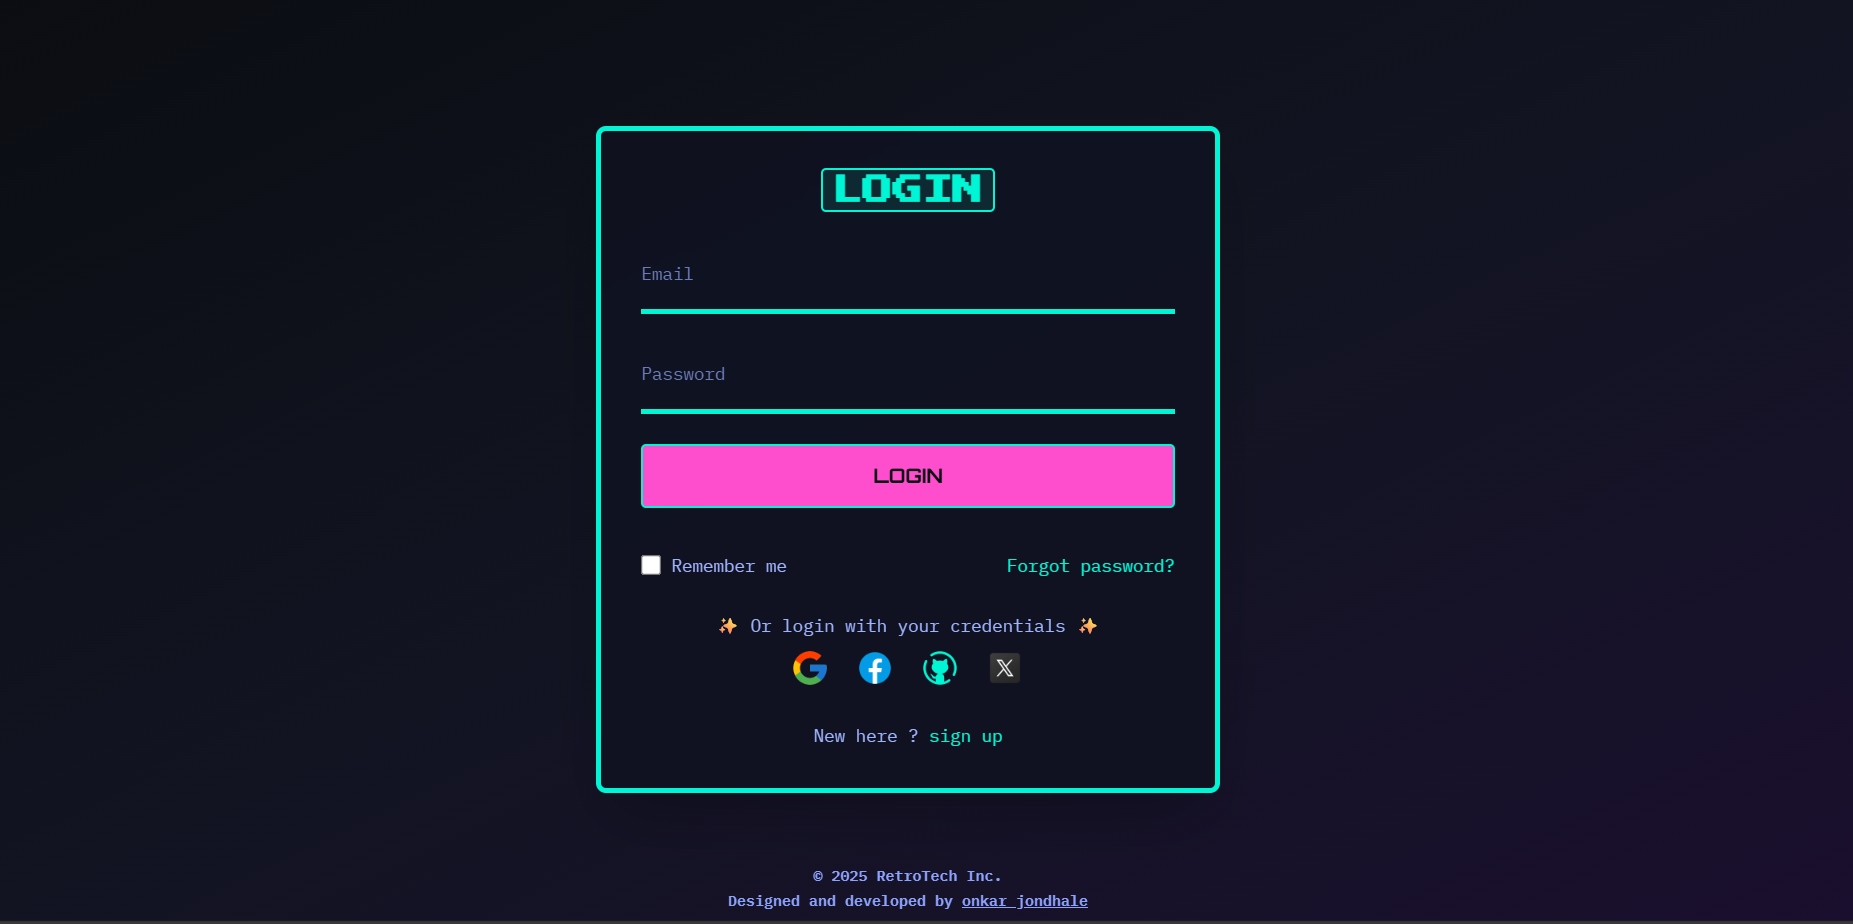 LOGIN
Email
Password
LOGIN
Remember me
Forgot password?
✨ Or login with your credentials ✨
New here ? sign up
© 2025 RetroTech Inc.
Designed and developed by onkar jondhale